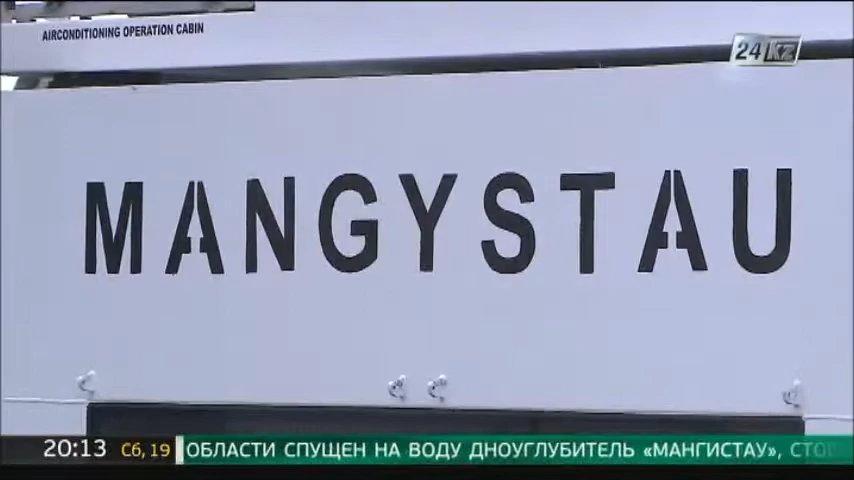 AIRCONDITIONING OPERATION CABIN
24KZ
MANGYSTAU
20:13 Сб, 19 ОБЛАСТИ СПУЩЕН НА ВОДУ ДНОУГЛУБИТЕЛЬ «МАНГИСТАУ»,